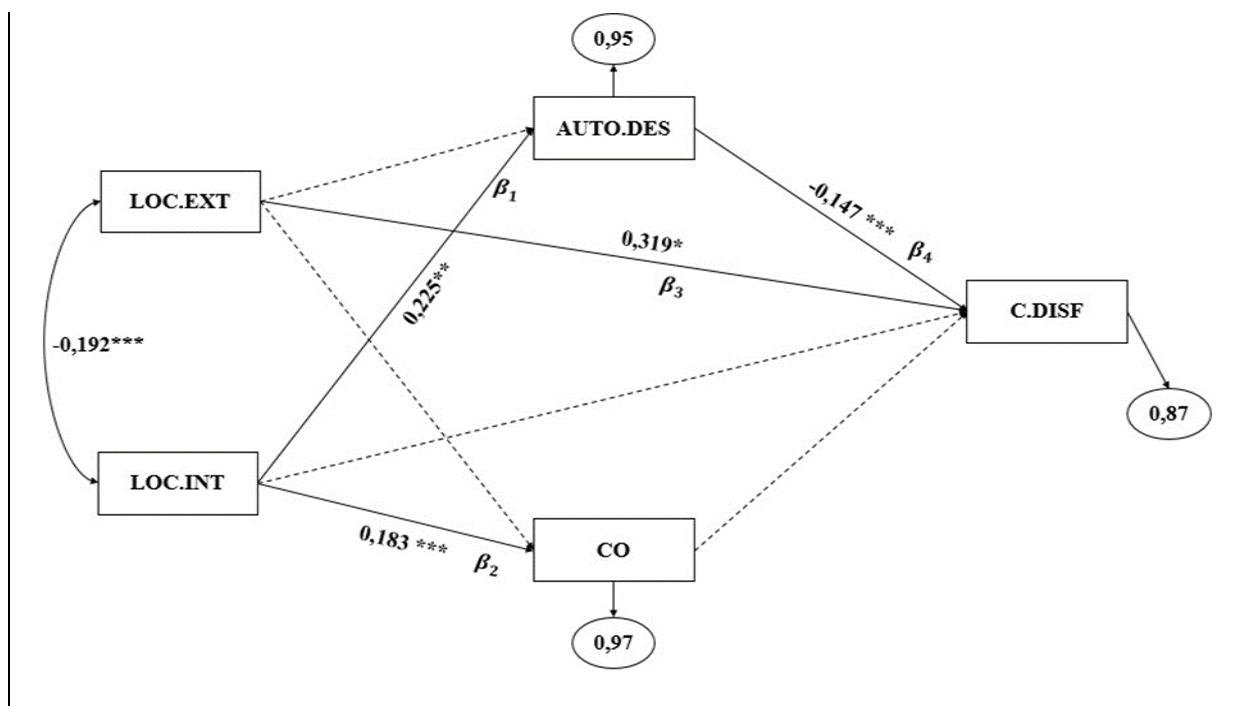 0,95
AUTO.DES
LOC.EXT
β1
-0,147 ***
β4
0,319*
β3
0,225**
C.DISF
-0,192***
0,87
LOC.INT
0,183 ***
β2
CO
0,97